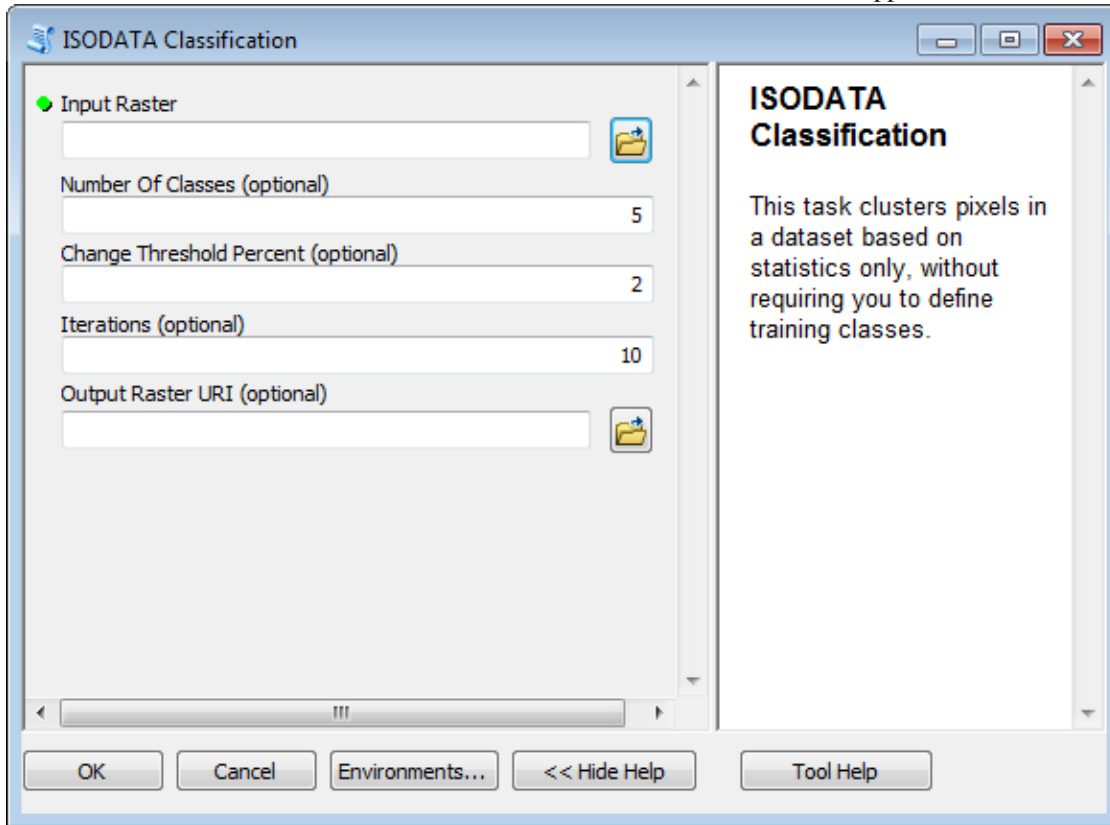 ISODATA Classification
Input Raster
Number Of Classes (optional)
5
Change Threshold Percent (optional)
2
Iterations (optional)
10
Output Raster URI (optional)
OK
Cancel
Environments...
<< Hide Help
ISODATA
Classification
This task clusters pixels in
a dataset based on
statistics only, without
requiring you to define
training classes.
Tool Help